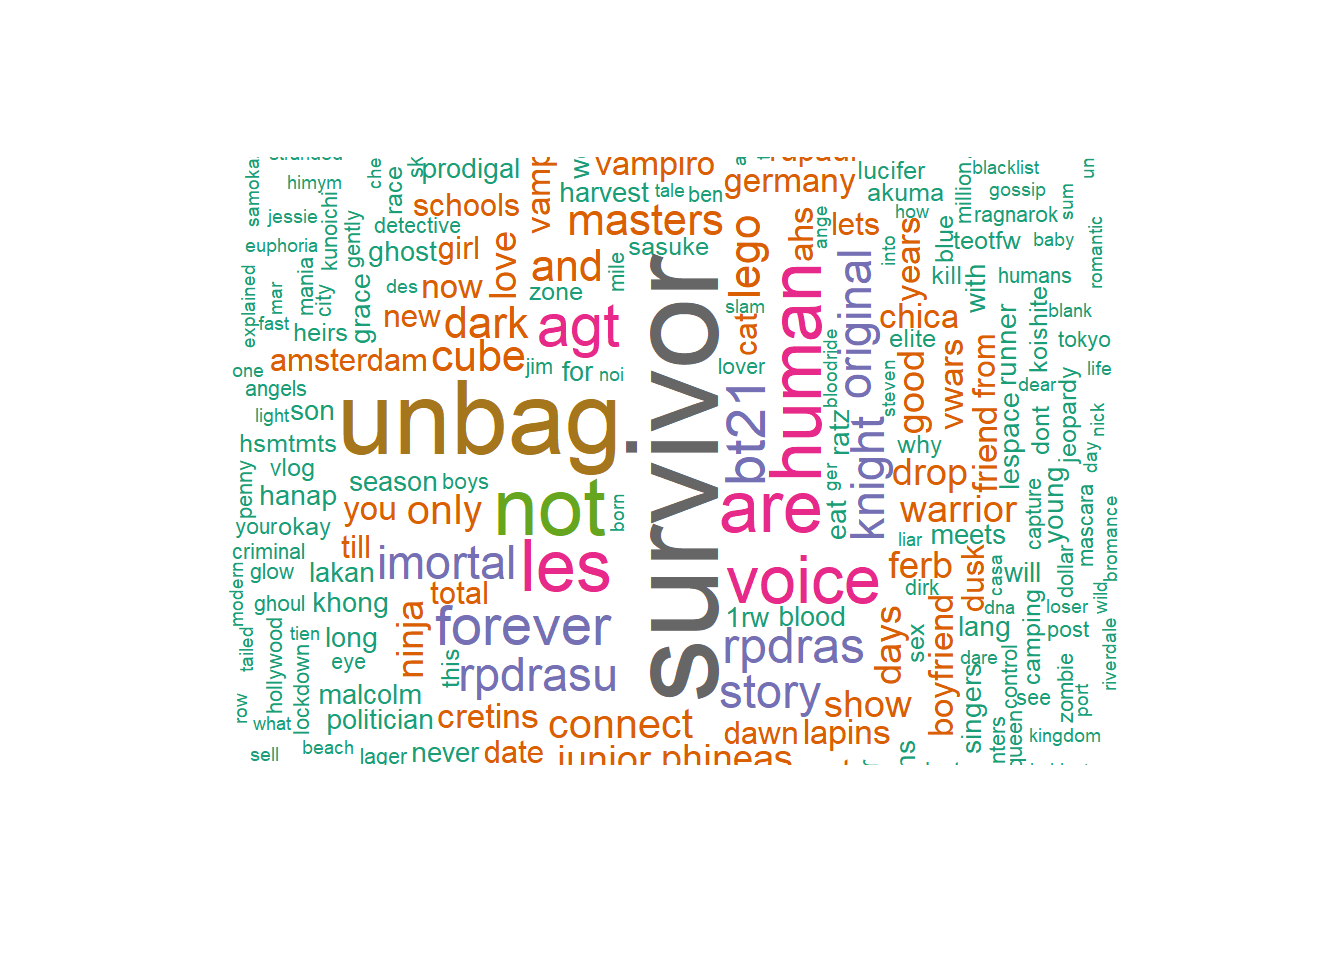 samoka
stranded
himym
jessie
euphoria
kunoichi
gently
che
race
sk
prodigal
schools
detective
ghost
girl
love
vamp
vampiro
harvest
tale
ben
germany
masters
sasuke
lucifer
akuma
how
blacklist
gossip
million
ragnarok
sum
un
baby
romantic
teotfw
blue
lets
ange
ahs
lego
into
years
kill
with
humans
explained
mar
mania
city
fast
heirs
grace
des
now
new
dark
and
zone
mile
agt
survivor
slam
cat
human
original
chica
elite
runner
koishite
blank
tokyo
one
amsterdam
cube
jim
for
noi
lover
bloodride
steven
good
vwars
friend
from
lespace
dear
life
angels
light
son
unbag.
bt21
ratz
knight
why
dont
jeopardy
nick
day
hsmtmts
vlog
penny
hanap
season
boys
not
born
are
ger
eat
drop
warrior
young
capture
mascara
bromance
yourokay
you
only
till
imortal
les
voice
liar
meets
criminal
modern
glow
lakan
total
ferb
dirk
dusk
casa
will
dollar
wild
ghoul
khong
ninja
forever
1rw
blood
days
sex
boyfriend
dna
loser
lang
camping
post
tailed
hollywood
tien
long
eye
this
rpdrasu
rpdras
dare
control
riverdale
row
lockdown
malcolm
story
show
singers
see
zombie
port
what
politician
cretins
connect
dawn
lapins
queen
kingdom
sell
beach
lager
never
date
junior
phineas